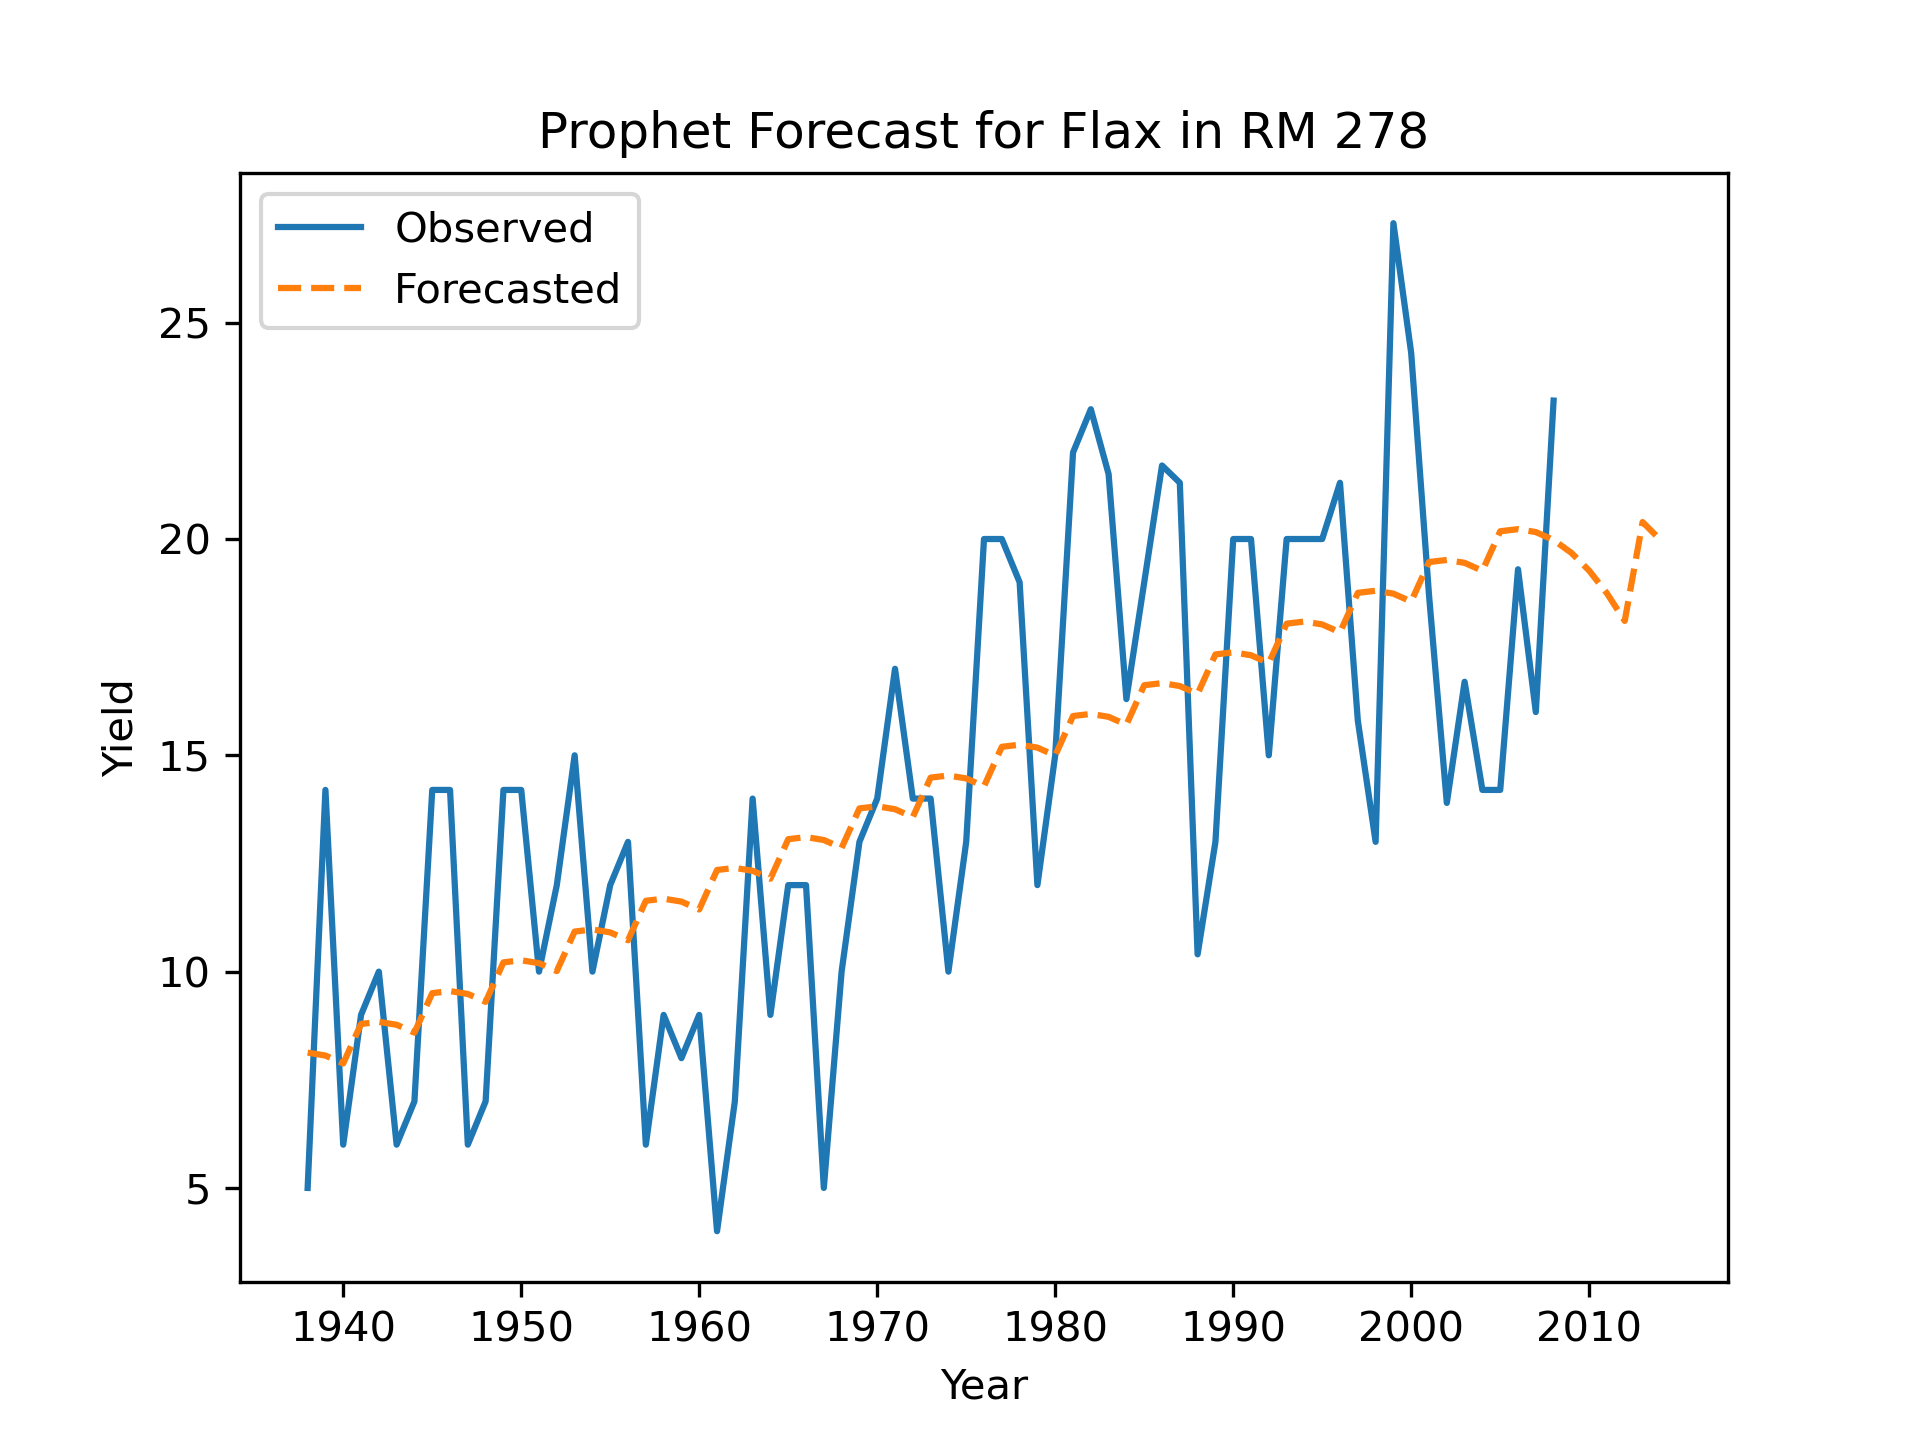 Prophet Forecast for Flax in RM 278
Observed
Forecasted
25
20
15
10
5
Yield
1940 1950 1960 1970 1980 1990 2000 2010
Year